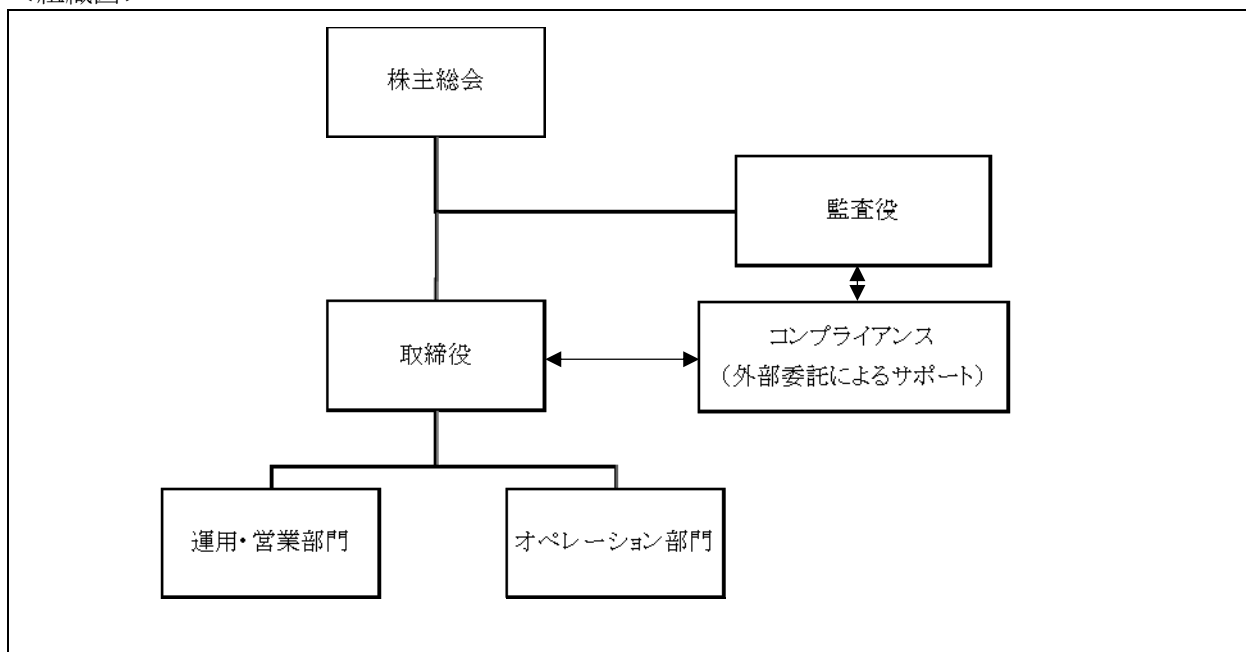 株主総会
監査役
取締役
コンプライアンス
（外部委託によるサポート）
運用・営業部門
オペレーション部門